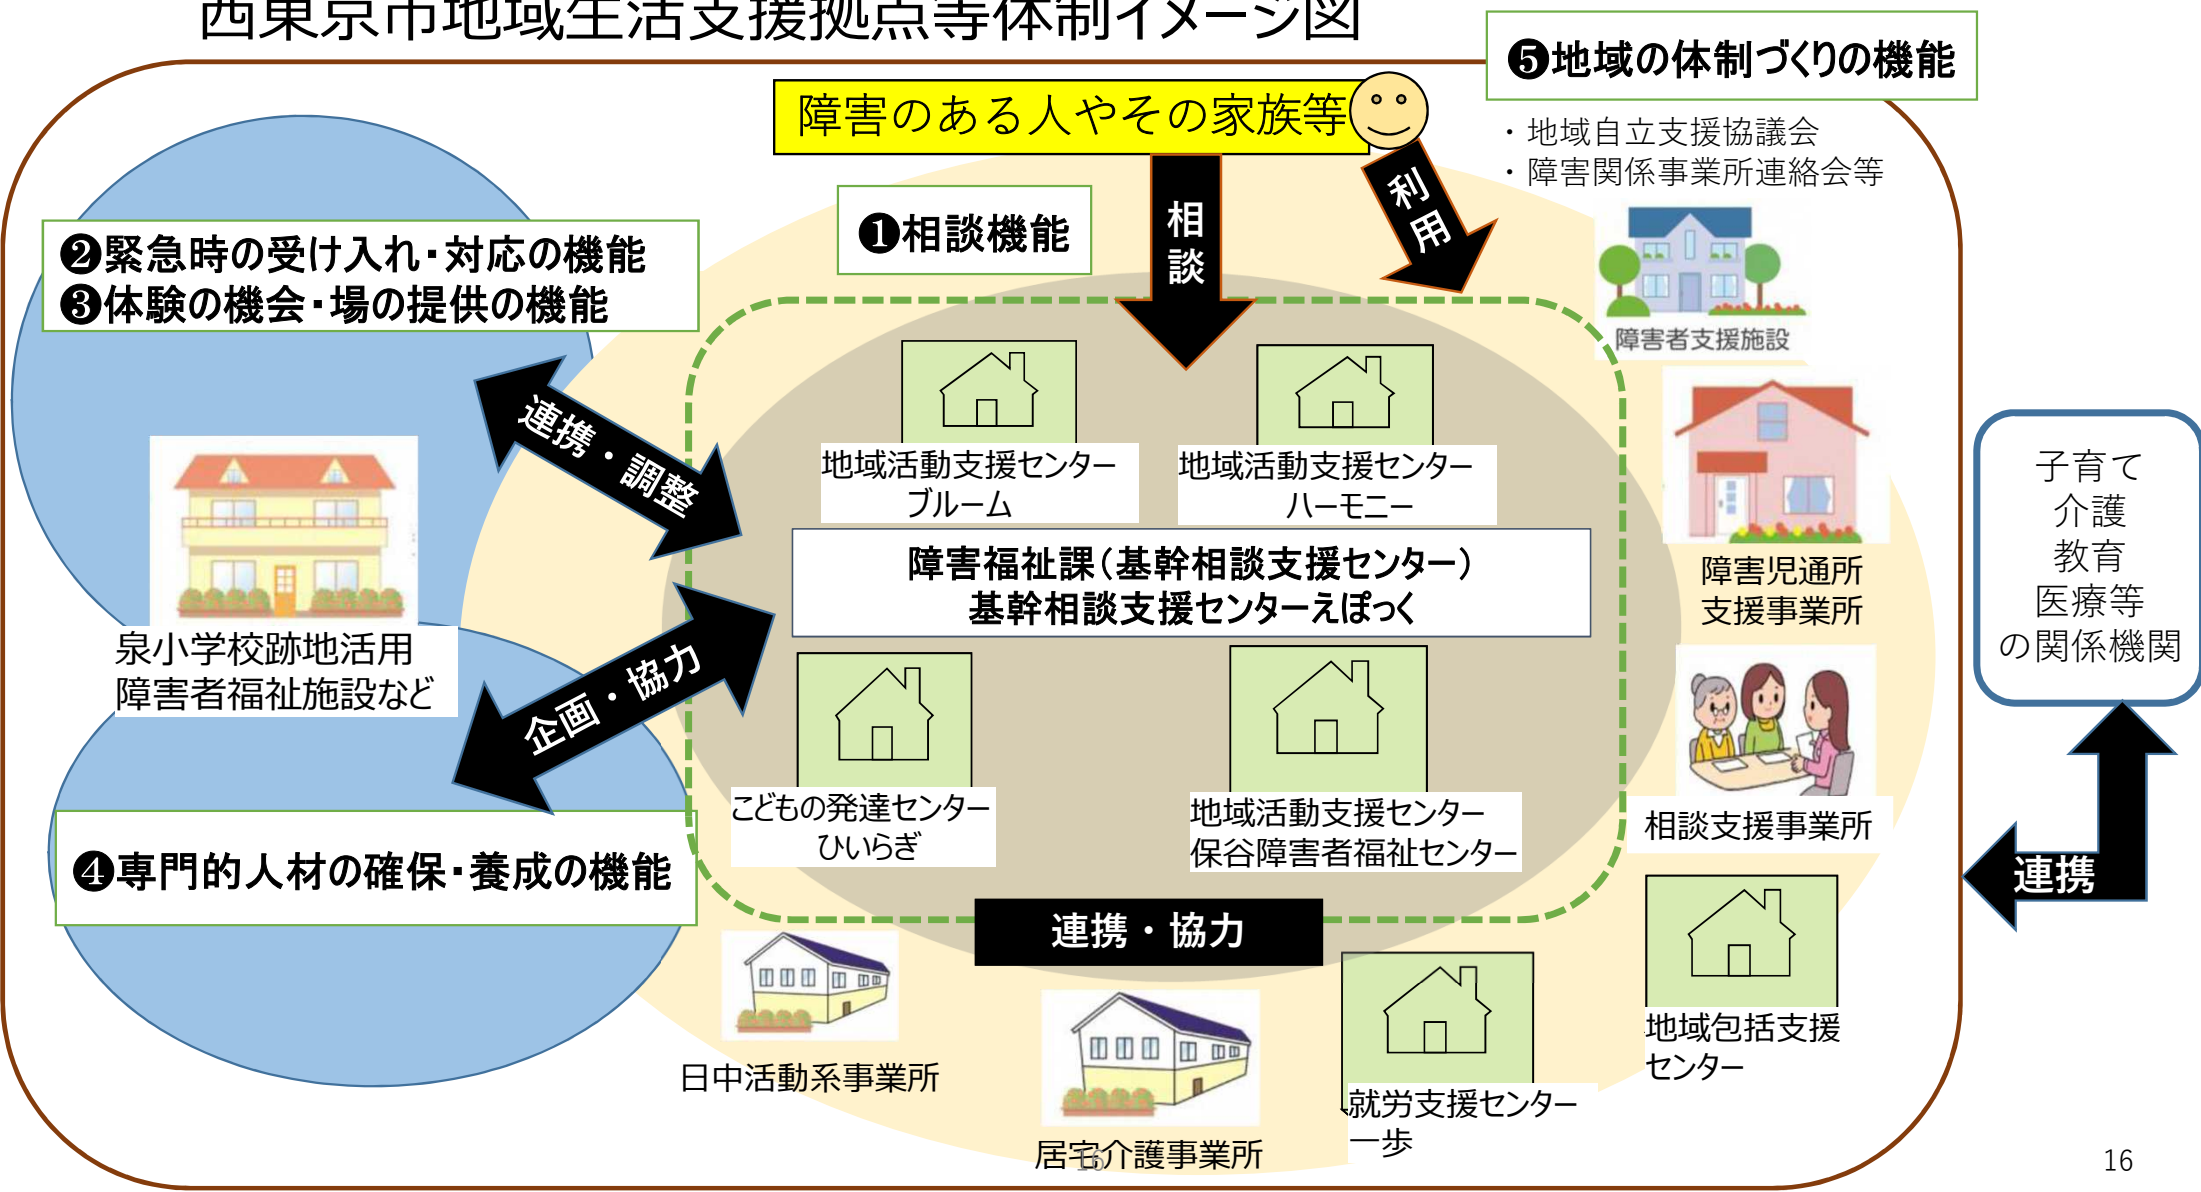 西東京市地域生活支援拠点等体制イメージ図
❺地域の体制づくりの機能
・地域自立支援協議会
・障害関係事業所連絡会等
障害のある人やその家族等
❶相談機能
相談
利用
❷緊急時の受け入れ・対応の機能
❸体験の機会・場の提供の機能
障害者支援施設
連携・調整
地域活動支援センター
ブルーム
地域活動支援センター
ハーモニー
子育て
介護
教育
医療等
の関係機関
障害福祉課（基幹相談支援センター）
基幹相談支援センターえぽっく
障害児通所
支援事業所
泉小学校跡地活用
障害者福祉施設など
企画・協力
こどもの発達センター
ひいらぎ
地域活動支援センター
保谷障害者福祉センター
相談支援事業所
❹専門的人材の確保・養成の機能
連携
連携・協力
日中活動系事業所
居宅介護事業所
就労支援センター
一歩
地域包括支援
センター
16
16